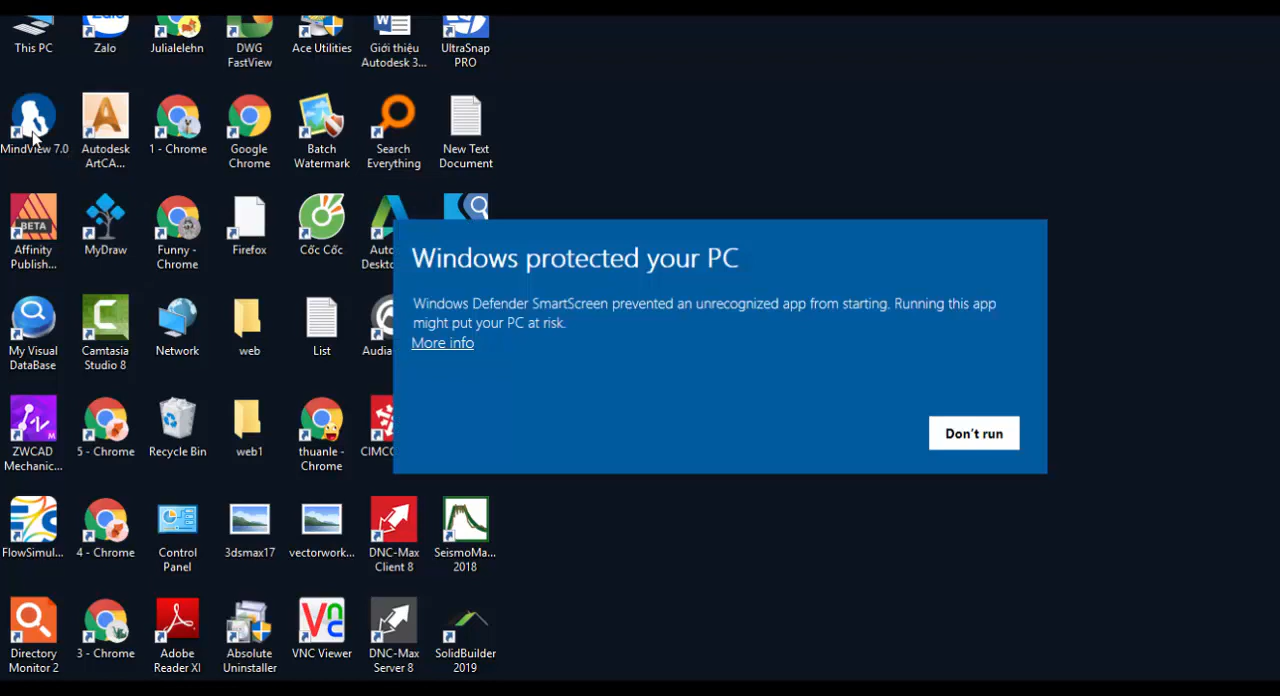 This PC
Zalo
Julialelehn
DWG
FastView
Ace Utilities
Giới thiệu
Autodesk 3...
UltraSnap
PRO
MindView 7.0
Autodesk
ArtCA...
1 - Chrome
Google
Chrome
Batch
Watermark
Search
Everything
New Text
Document
BETA
Affinity
Publish...
MyDraw
Funny -
Chrome
Firefox
Cốc Cốc
Auto
Deskto
Windows protected your PC
Windows Defender SmartScreen prevented an unrecognized app from starting. Running this app
might put your PC at risk.
More info
Don't run
My Visual
DataBase
Camtasia
Studio 8
Network
web
List
Audia
ZWCAD
Mechanic...
5 - Chrome
Recycle Bin
web1
thuanle -
Chrome
CIMCO
FlowSimul...
4 - Chrome
Control
Panel
3dsmax17
vectorwork...
DNC-Max
Client 8
SeismoMa...
2018
Directory
Monitor 2
3 - Chrome
Adobe
Reader XI
Absolute
Uninstaller
VNC Viewer
DNC-Max
Server 8
SolidBuilder
2019